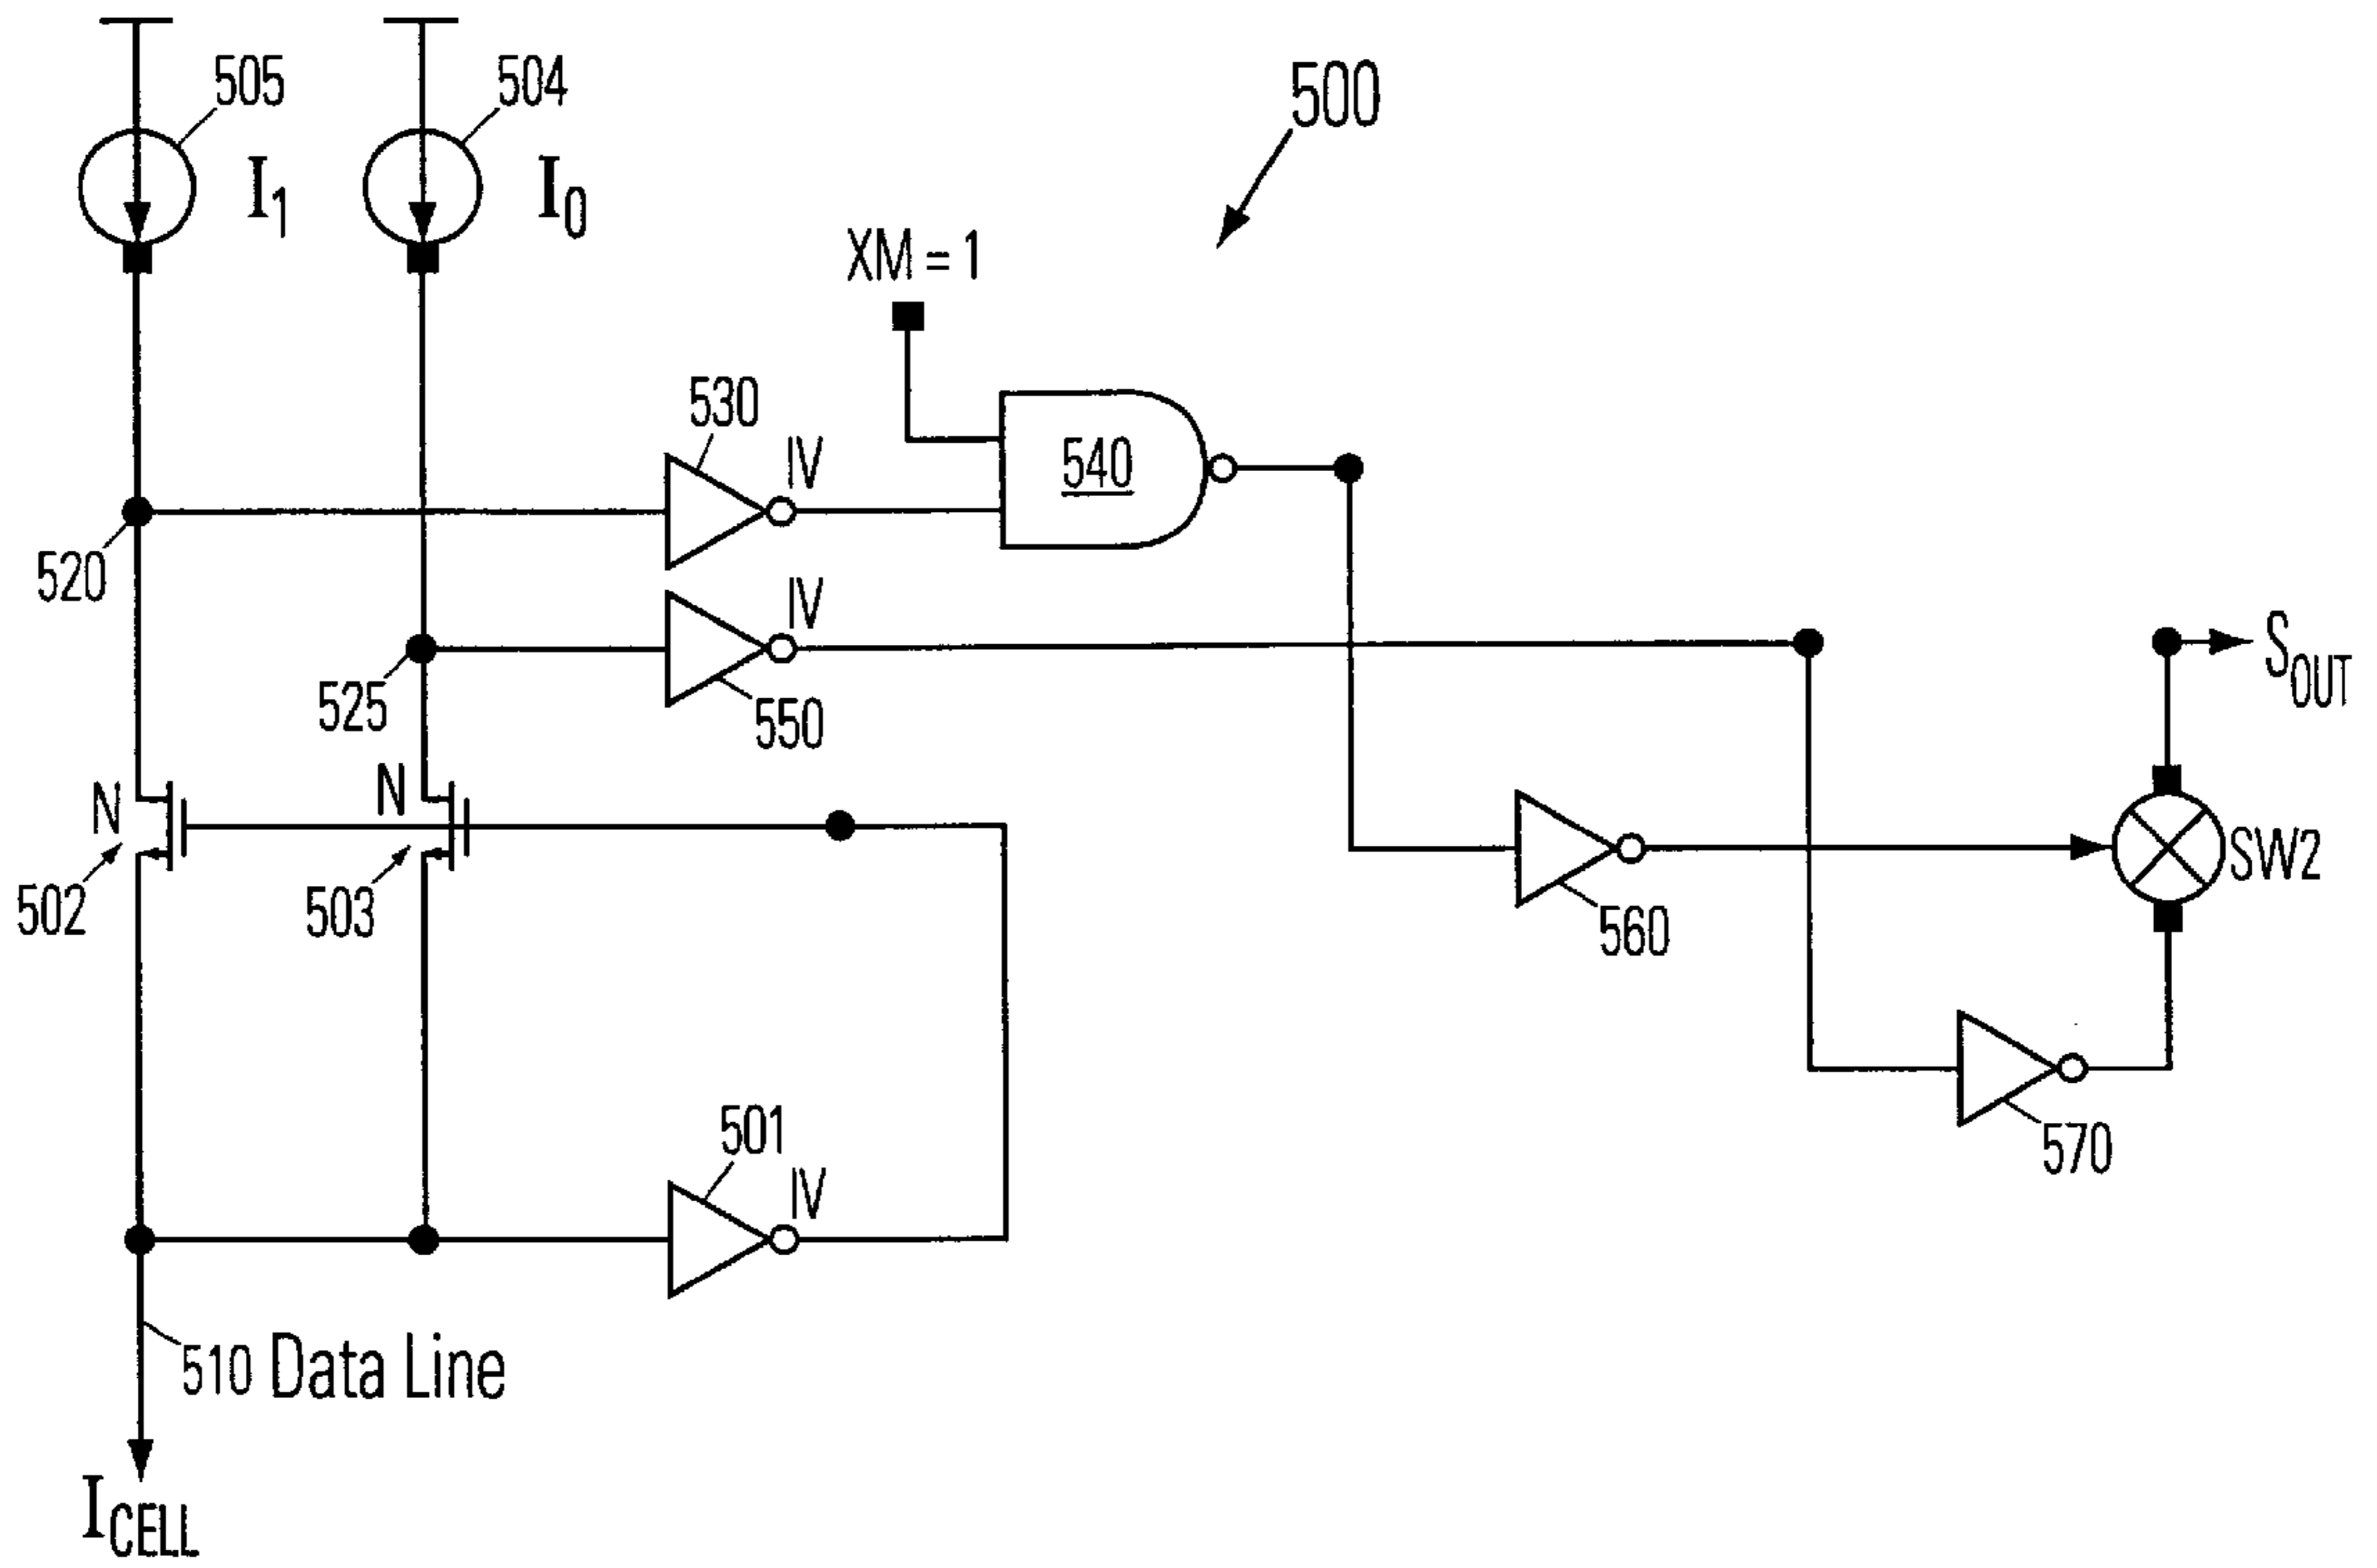 505
504
500
I1
I0
XM = 1
530
IV
540
520
IV
525
550
SOUT
N
N
502
503
SW2
560
501
IV
570
510 Data Line
ICELL